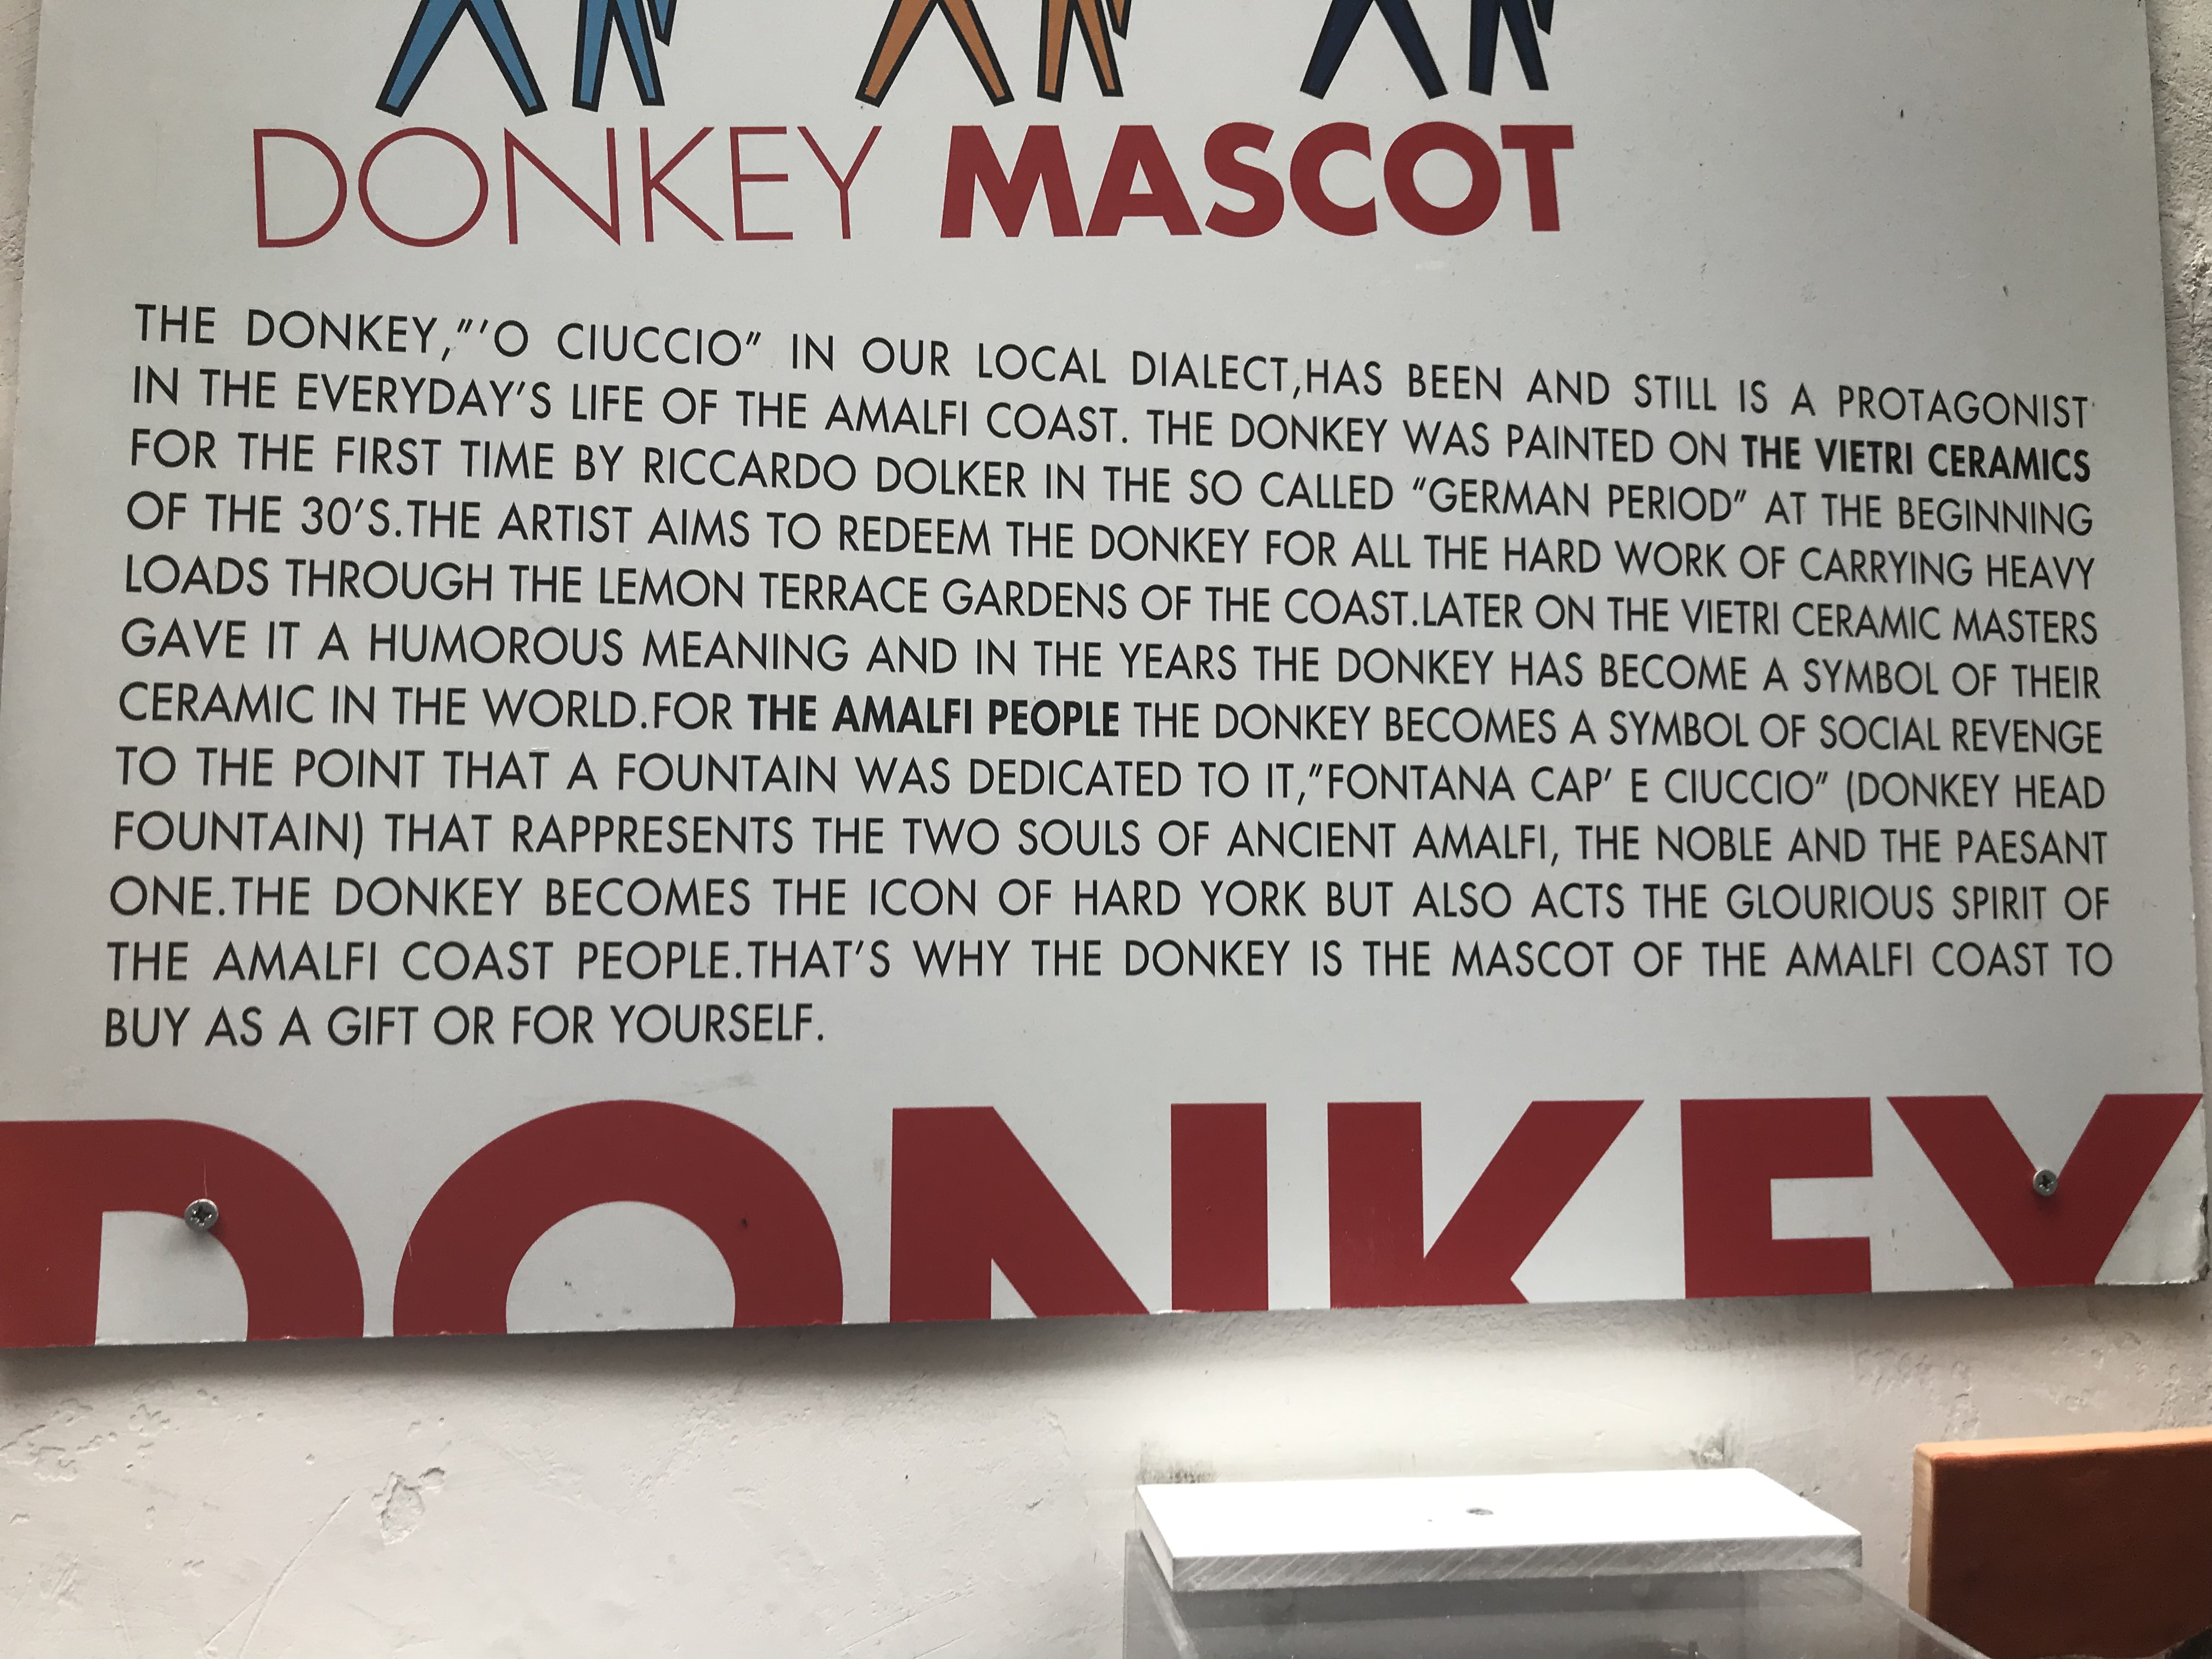 DONKEY MASCOT
THE DONKEY,"'O CIUCCIO" IN OUR LOCAL DIALECT,HAS BEEN AND STILL IS A PROTAGONIST
IN THE EVERYDAY'S LIFE OF THE AMALFI COAST. THE DONKEY WAS PAINTED ON THE VIETRI CERAMICS
FOR THE FIRST TIME BY RICCARDO DOLKER IN THE SO CALLED "GERMAN PERIOD" AT THE BEGINNING
OF THE 30'S.THE ARTIST AIMS TO REDEEM THE DONKEY FOR ALL THE HARD WORK OF CARRYING HEAVY
LOADS THROUGH THE LEMON TERRACE GARDENS OF THE COAST.LATER ON THE VIETRI CERAMIC MASTERS
GAVE IT A HUMOROUS MEANING AND IN THE YEARS THE DONKEY HAS BECOME A SYMBOL OF THEIR
CERAMIC IN THE WORLD.FOR THE AMALFI PEOPLE THE DONKEY BECOMES A SYMBOL OF SOCIAL REVENGE
TO THE POINT THAT A FOUNTAIN WAS DEDICATED TO IT,"FONTANA CAP' E CIUCCIO" (DONKEY HEAD
FOUNTAIN) THAT RAPPRESENTS THE TWO SOULS OF ANCIENT AMALFI, THE NOBLE AND THE PAESANT
ONE.THE DONKEY BECOMES THE ICON OF HARD YORK BUT ALSO ACTS THE GLOURIOUS SPIRIT OF
THE AMALFI COAST PEOPLE.THAT'S WHY THE DONKEY IS THE MASCOT OF THE AMALFI COAST TO
BUY AS A GIFT OR FOR YOURSELF.
DONKEY